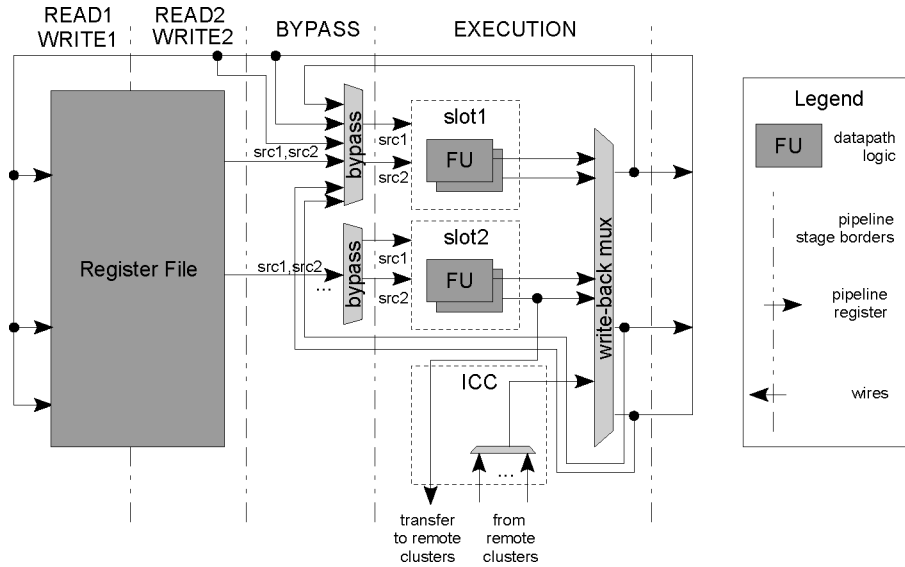 READ1 READ2 BYPASS EXECUTION
WRITE1 WRITE2
Legend
FU
datapath
logic
pipeline
stage borders
pipeline
register
wires
Register File
src1,src2
bypass
src1
src2
slot1
FU
src1,src2
...
bypass
src1
src2
slot2
FU
write-back mux
ICC
...
transfer
to remote
clusters
from
remote
clusters